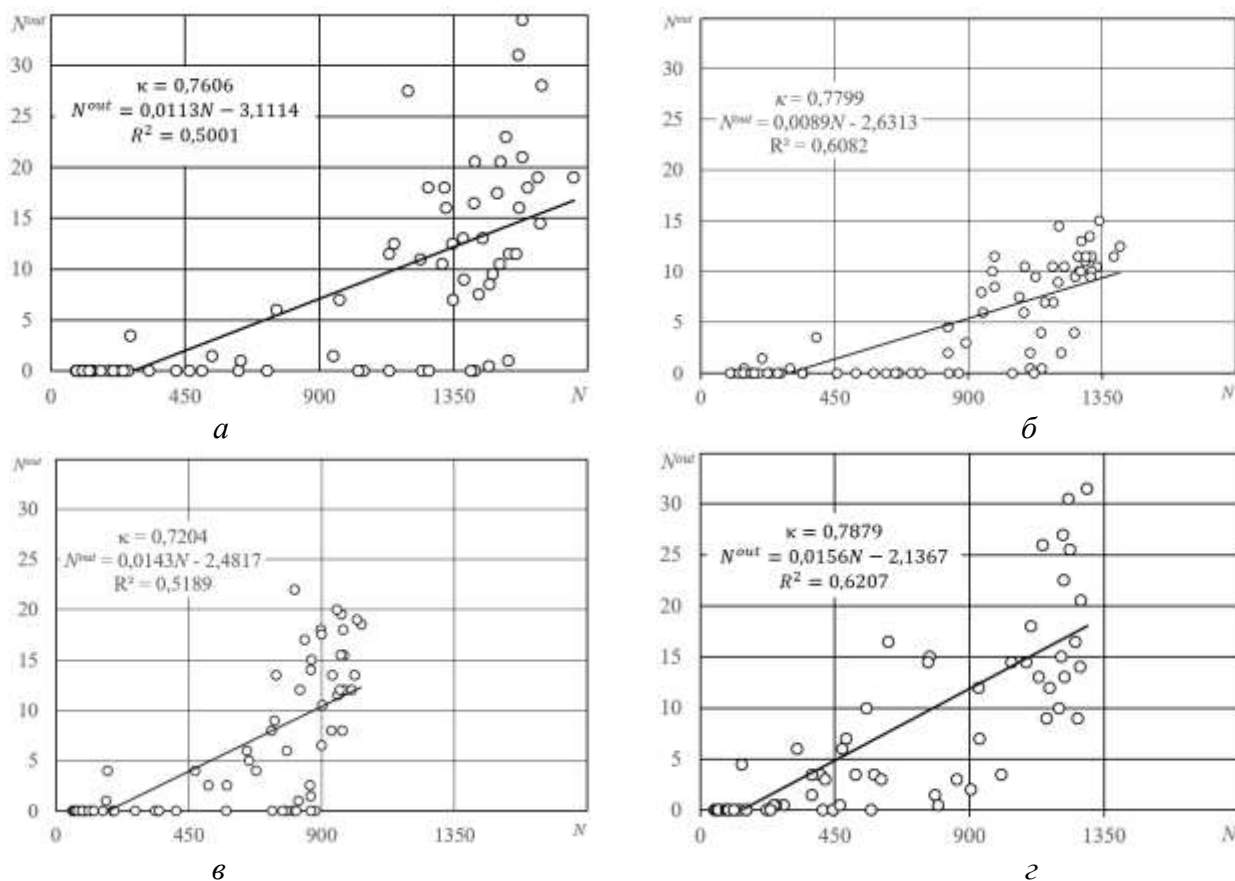 N^out
35
30
25
20
15
10
5
0
κ = 0,7606
N^out = 0,0113N − 3,1114
R² = 0,5001
0 450 900 1350 N
а
N^out
35
30
25
20
15
10
5
0
κ = 0,7799
N^out = 0,0089N - 2,6313
R² = 0,6082
0 450 900 1350 N
б
N^out
35
30
25
20
15
10
5
0
κ = 0,7204
N^out = 0,0143N - 2,4817
R² = 0,5189
0 450 900 1350 N
в
N^out
35
30
25
20
15
10
5
0
κ = 0,7879
N^out = 0,0156N − 2,1367
R² = 0,6207
0 450 900 1350 N
г